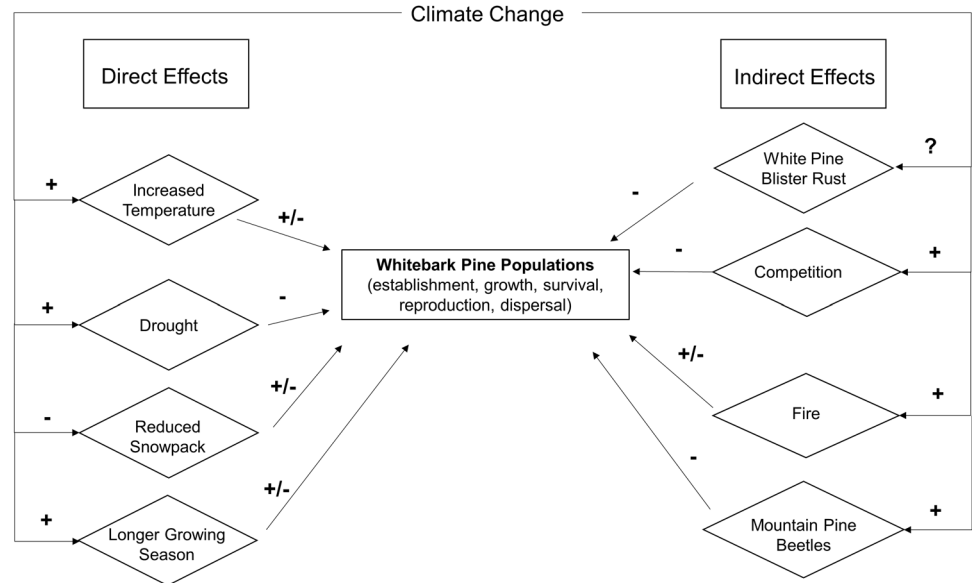 Climate Change
Direct Effects
Indirect Effects
+
Increased
Temperature
+/-
+
Drought
-
-
Reduced
Snowpack
+/-
+
Longer Growing
Season
+/-
Whitebark Pine Populations
(establishment, growth, survival,
reproduction, dispersal)
?
White Pine
Blister Rust
-
+
Competition
-
+
Fire
+/-
+
Mountain Pine
Beetles
-